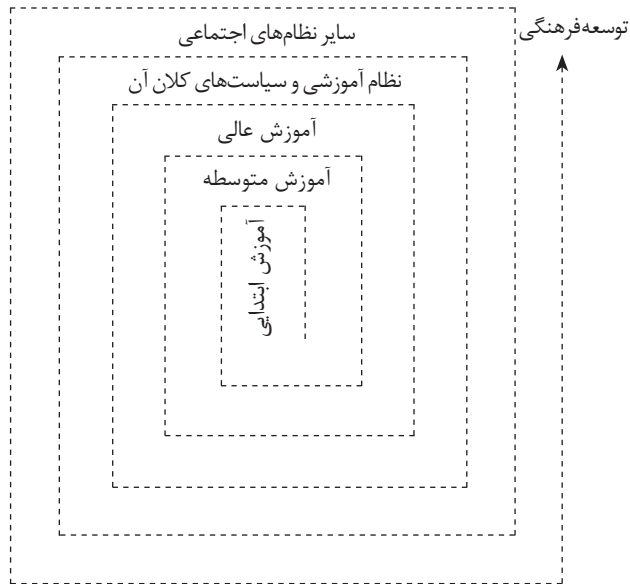 توسعه‌فرهنگی
سایر نظام‌های اجتماعی
نظام آموزشی و سیاست‌های کلان آن
آموزش عالی
آموزش متوسطه
آموزش ابتدایی